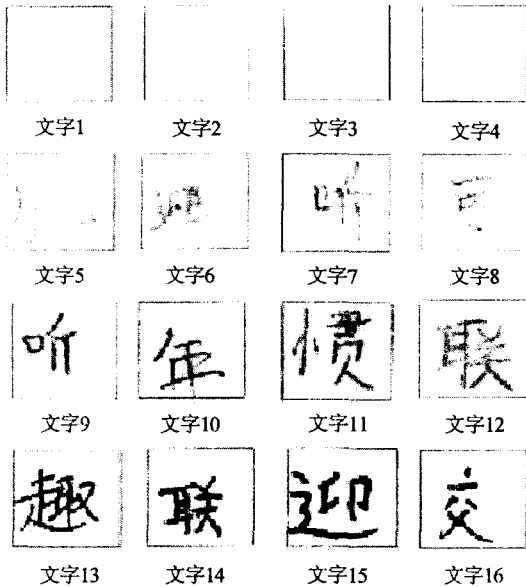 文字1 文字2 文字3 文字4
文字5 文字6 文字7 文字8
听 可
文字9 文字10 文字11 文字12
听 年 惯 联
文字13 文字14 文字15 文字16
趣 联 迎 交